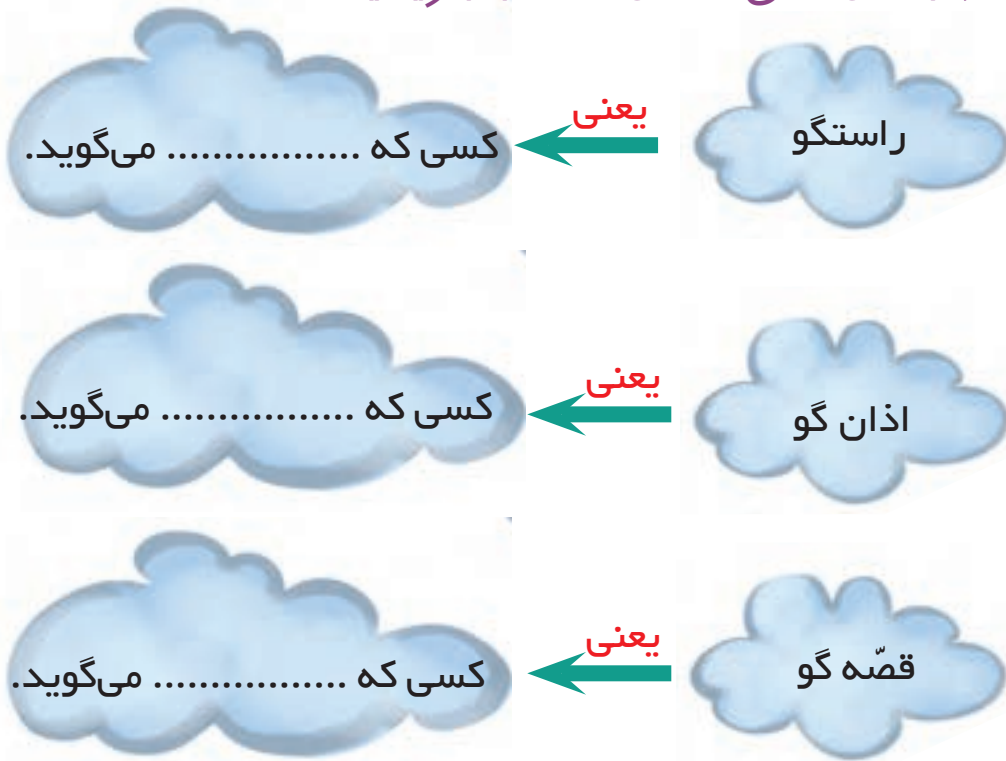 راستگو یعنی کسی که ................. می‌گوید.
اذان گو یعنی کسی که ................. می‌گوید.
قصّه گو یعنی کسی که ................. می‌گوید.